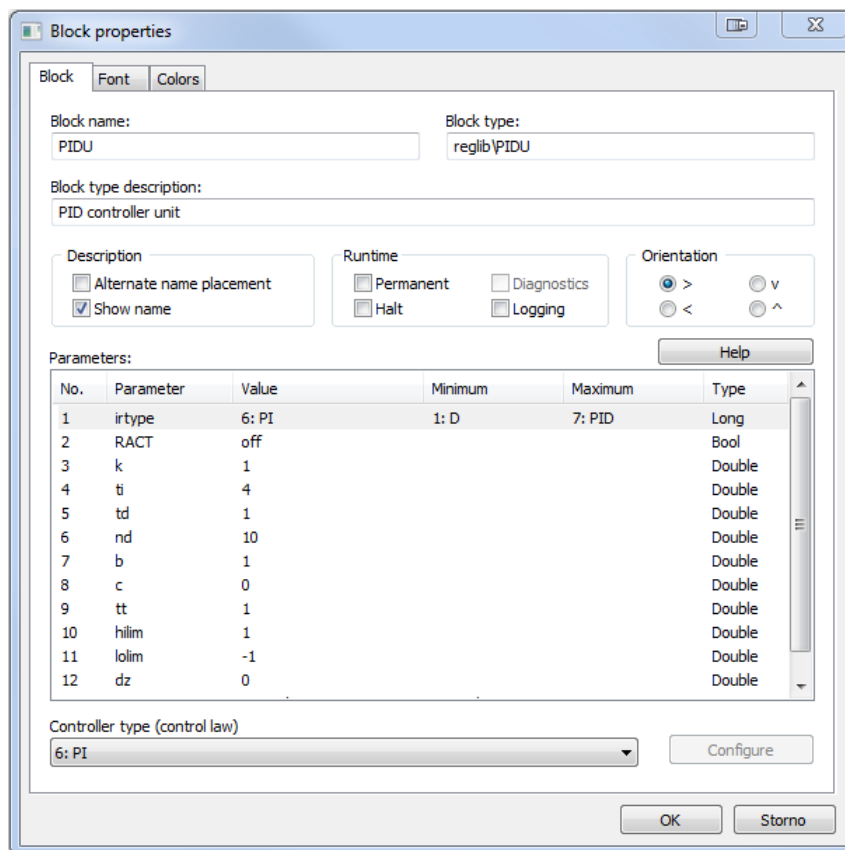 Block properties
Block Font Colors
Block name: Block type:
PIDU reglib\PIDU
Block type description:
PID controller unit
Description Runtime Orientation
Alternate name placement Permanent Diagnostics > v
Show name Halt Logging < ^
Parameters: Help
No. Parameter Value Minimum Maximum Type
1 irtype 6: PI 1: D 7: PID Long
2 RACT off Bool
3 k 1 Double
4 ti 4 Double
5 td 1 Double
6 nd 10 Double
7 b 1 Double
8 c 0 Double
9 tt 1 Double
10 hilim 1 Double
11 lolim -1 Double
12 dz 0 Double
Controller type (control law)
6: PI Configure
OK Storno